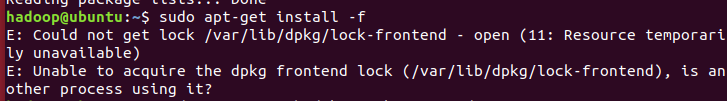 Reading package lists... Done
hadoop@ubuntu:~$ sudo apt-get install -f
E: Could not get lock /var/lib/dpkg/lock-frontend - open (11: Resource temporari
ly unavailable)
E: Unable to acquire the dpkg frontend lock (/var/lib/dpkg/lock-frontend), is an
other process using it?